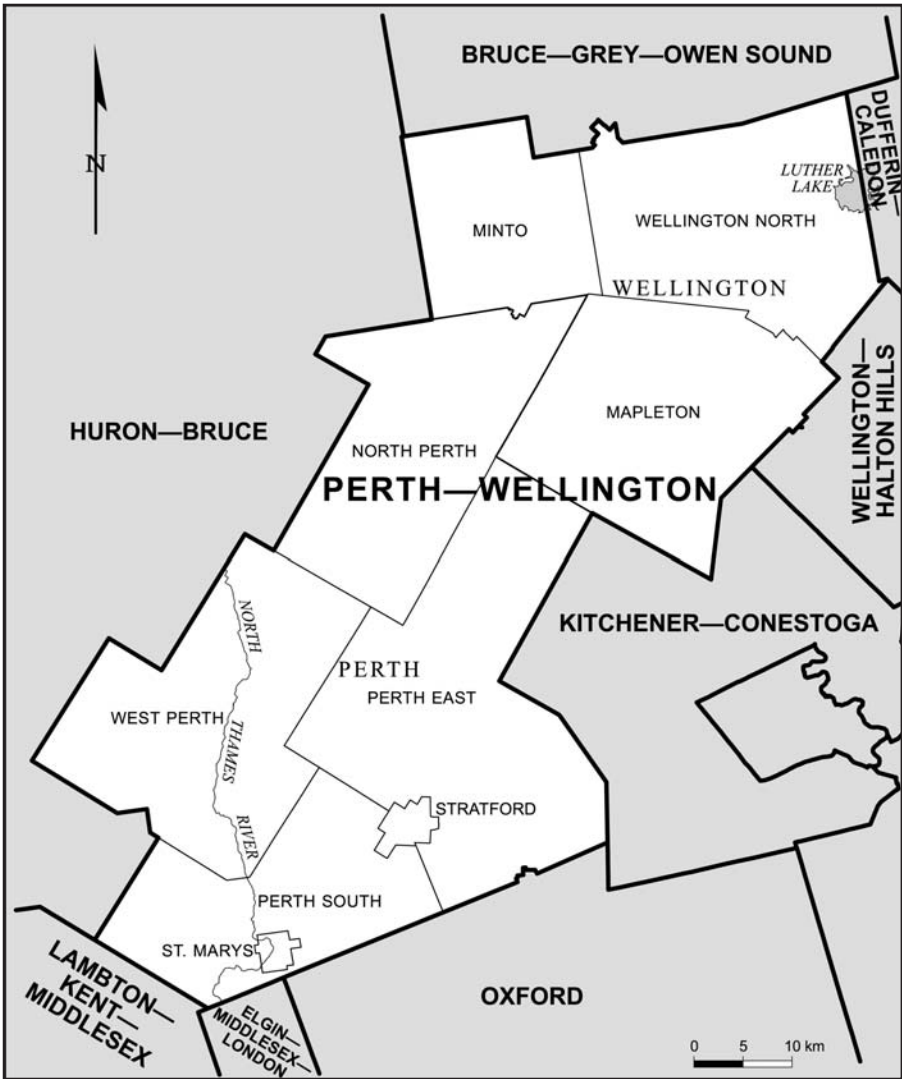 BRUCE—GREY—OWEN SOUND
DUFFERIN—
CALEDON
N
LUTHER
LAKE
MINTO
WELLINGTON NORTH
WELLINGTON
WELLINGTON—
HALTON HILLS
HURON—BRUCE
MAPLETON
NORTH PERTH
PERTH—WELLINGTON
NORTH
THAMES
RIVER
KITCHENER—CONESTOGA
PERTH
PERTH EAST
WEST PERTH
STRATFORD
PERTH SOUTH
ST. MARYS
LAMBTON—
KENT—
MIDDLESEX
ELGIN—
MIDDLESEX—
LONDON
OXFORD
0 5 10 km